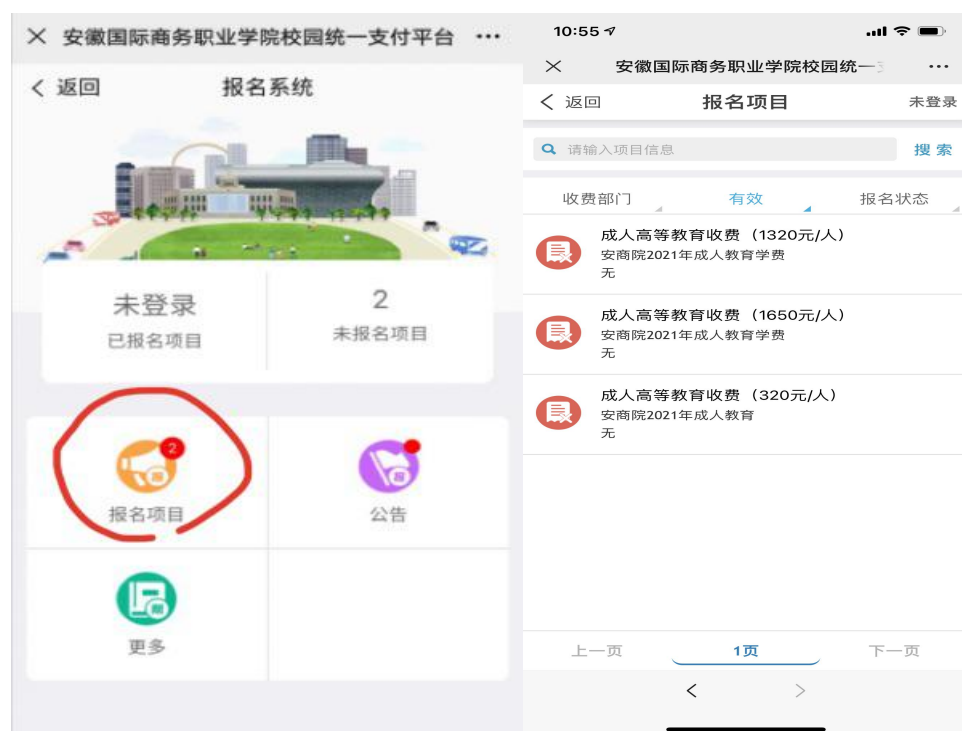 安徽国际商务职业学院校园统一支付平台
返回
报名系统
未登录
已报名项目
2
未报名项目
2
报名项目
公告
更多
10:55
安徽国际商务职业学院校园统一
返回
报名项目
未登录
请输入项目信息
搜索
收费部门
有效
报名状态
成人高等教育收费（1320元/人）
安商院2021年成人教育学费
无
成人高等教育收费（1650元/人）
安商院2021年成人教育学费
无
成人高等教育收费（320元/人）
安商院2021年成人教育
无
上一页
1页
下一页